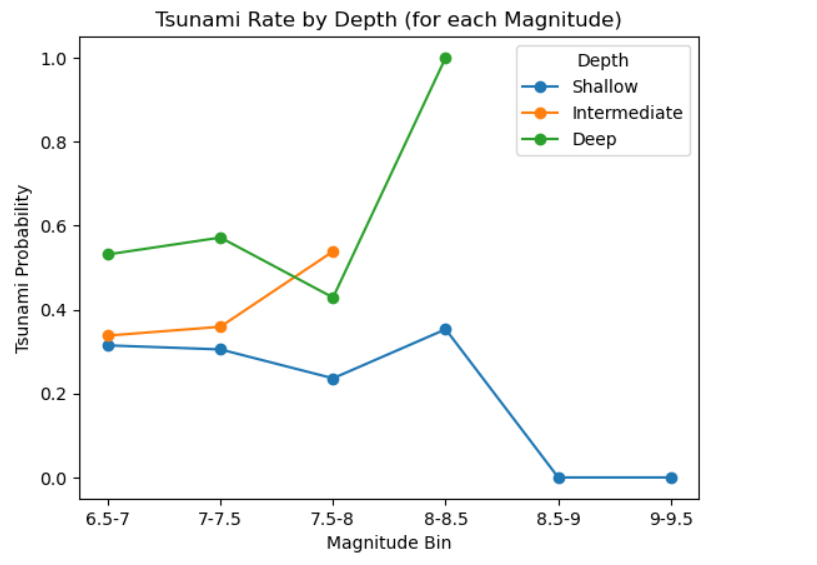 Tsunami Rate by Depth (for each Magnitude)
Depth
Shallow
Intermediate
Deep
Tsunami Probability
1.0
0.8
0.6
0.4
0.2
0.0
6.5-7 7-7.5 7.5-8 8-8.5 8.5-9 9-9.5
Magnitude Bin